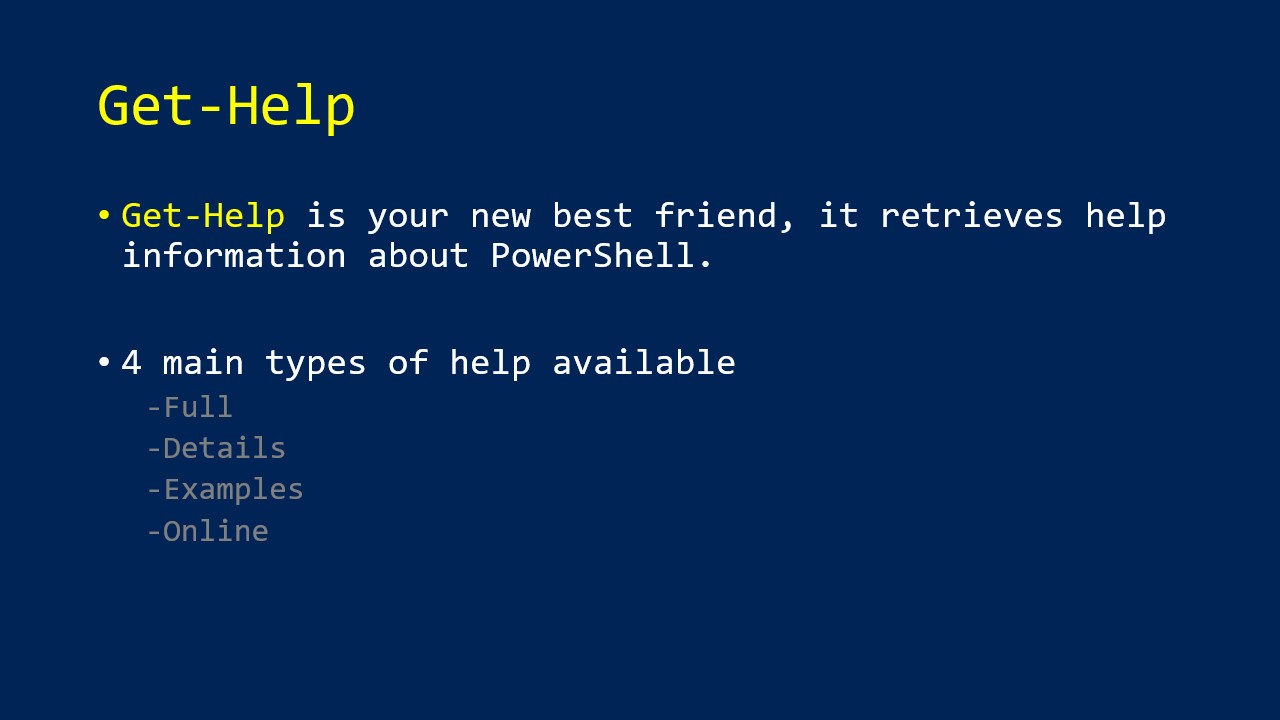 Get-Help
• Get-Help is your new best friend, it retrieves help
information about PowerShell.
• 4 main types of help available
-Full
-Details
-Examples
-Online